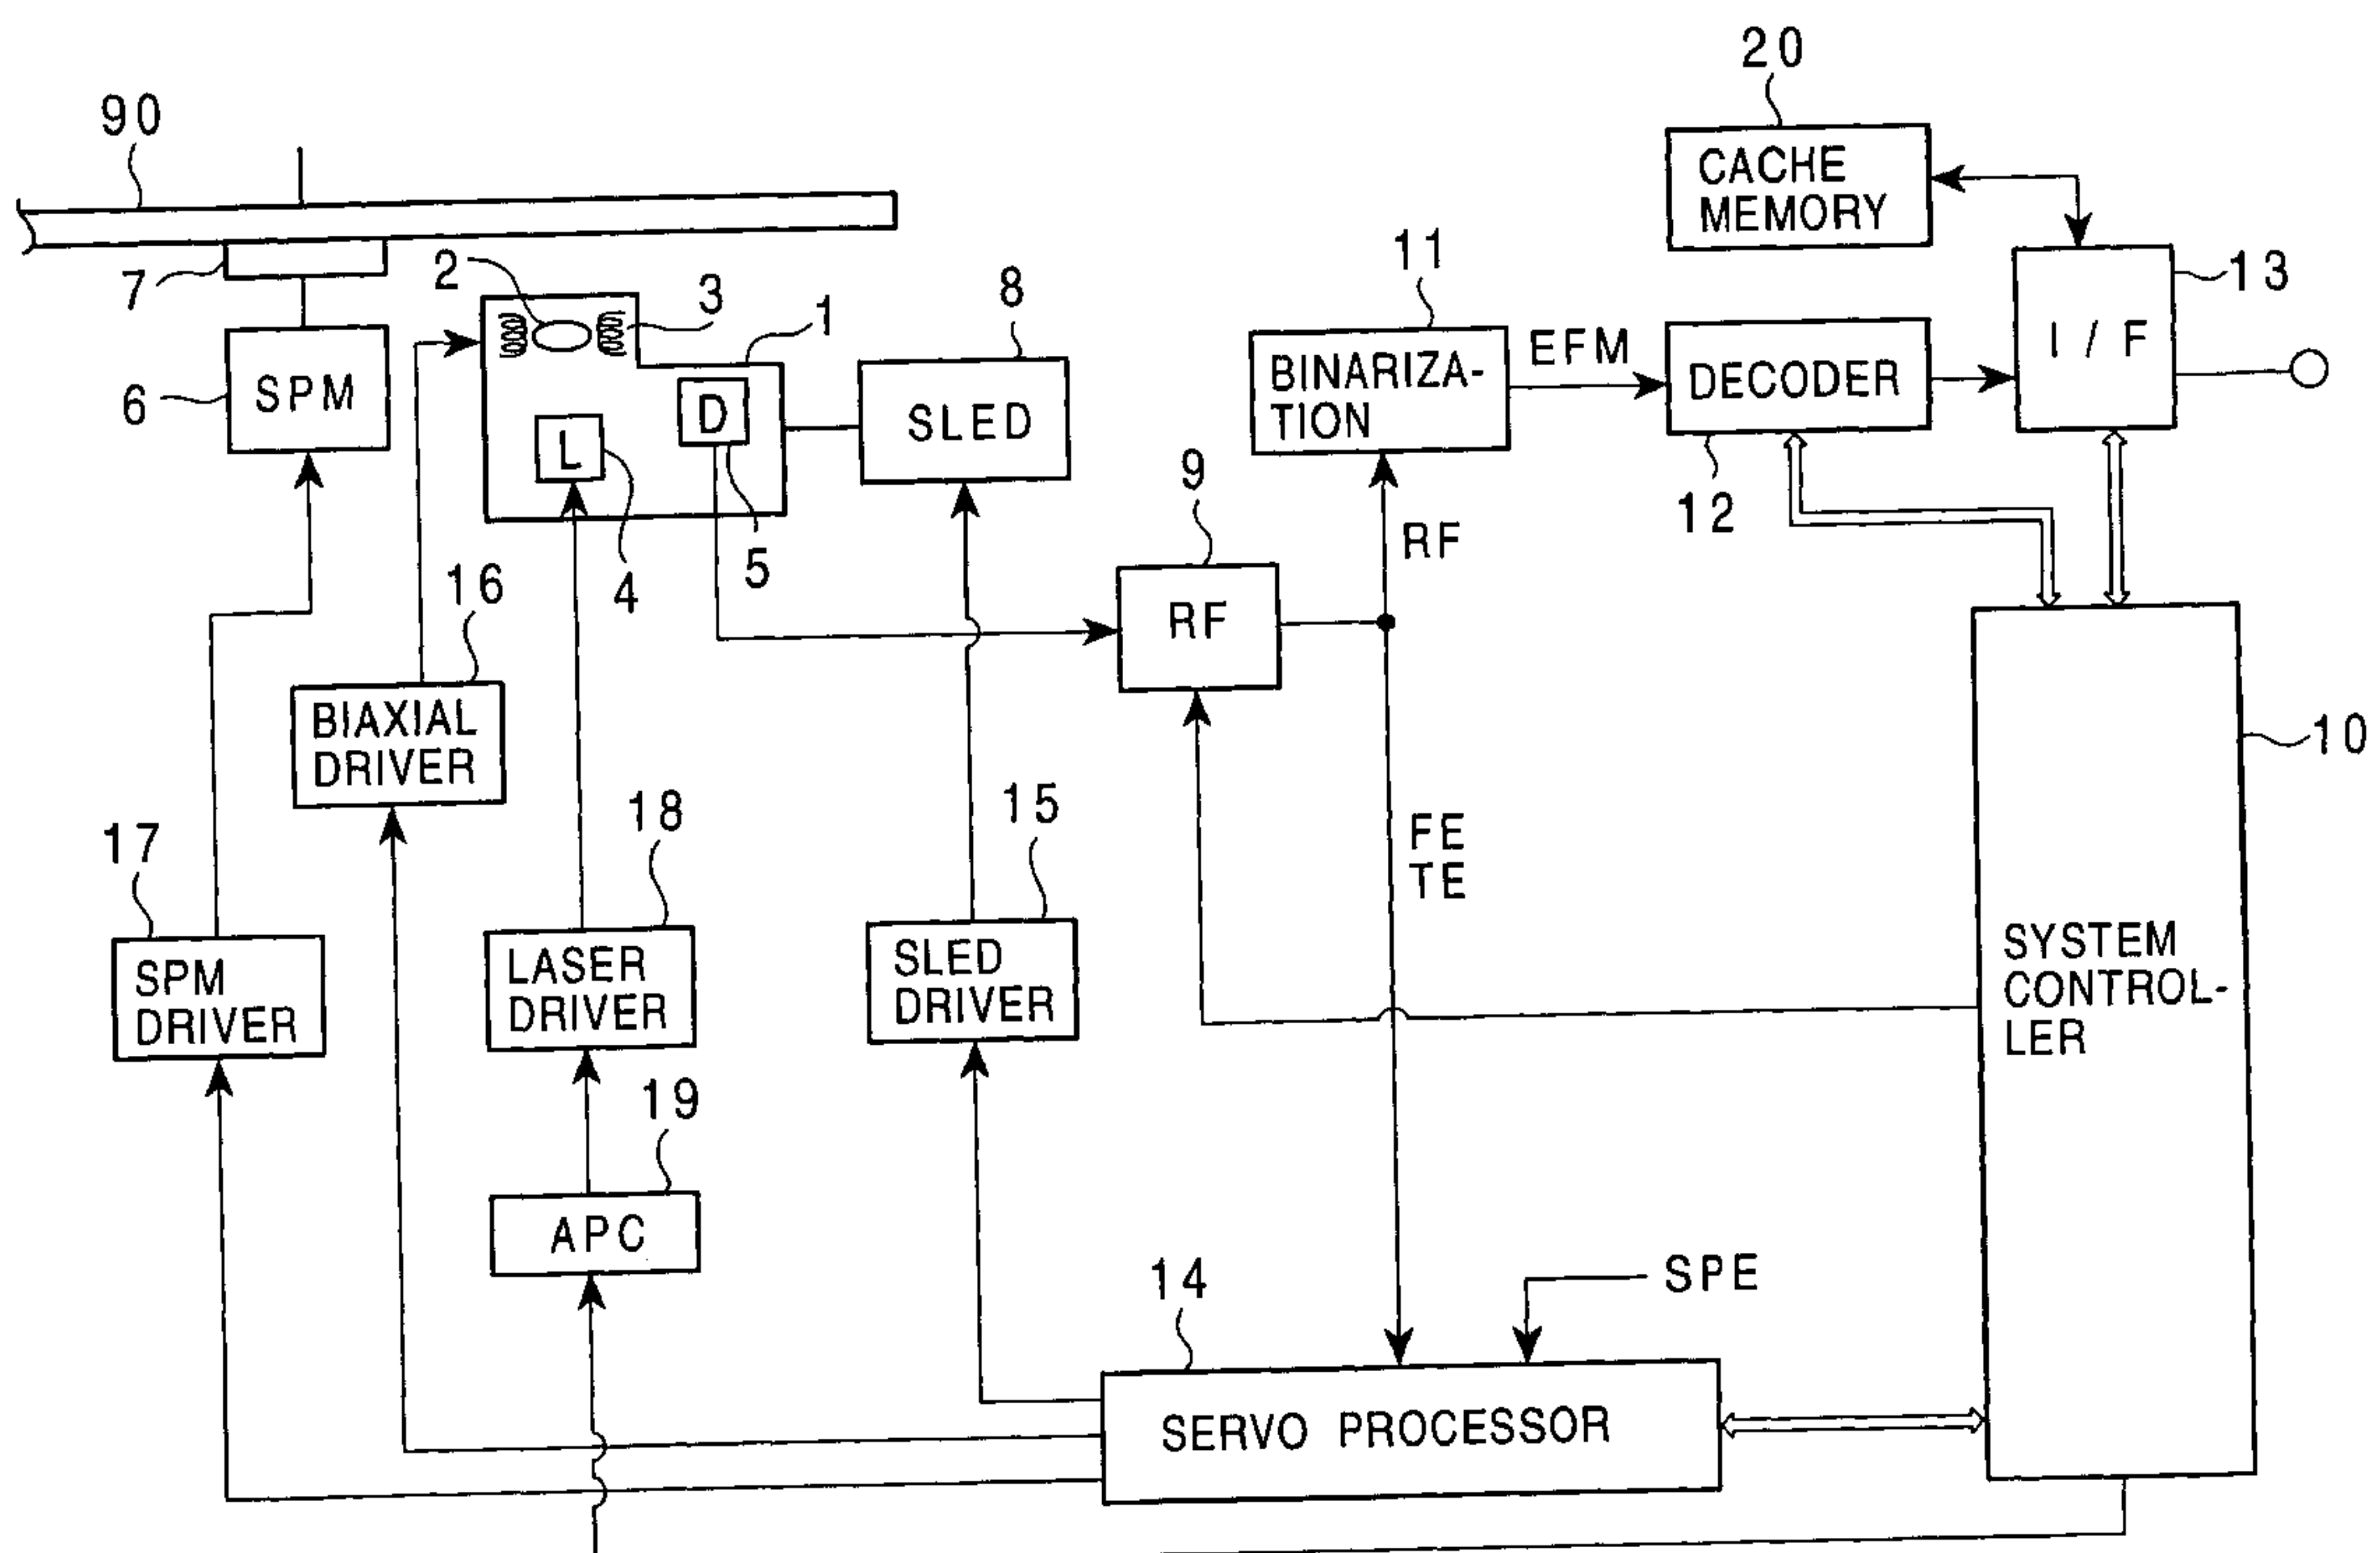 20
90
CACHE
MEMORY
11
13
7
2
3
1
8
I / F
EFM
BINARIZA-
TION
DECODER
6
SPM
D
SLED
L
9
12
RF
4
5
16
RF
10
BIAXIAL
DRIVER
17
18
15
FE
TE
SPM
DRIVER
LASER
DRIVER
SLED
DRIVER
SYSTEM
CONTROL-
LER
19
APC
14
SPE
SERVO PROCESSOR